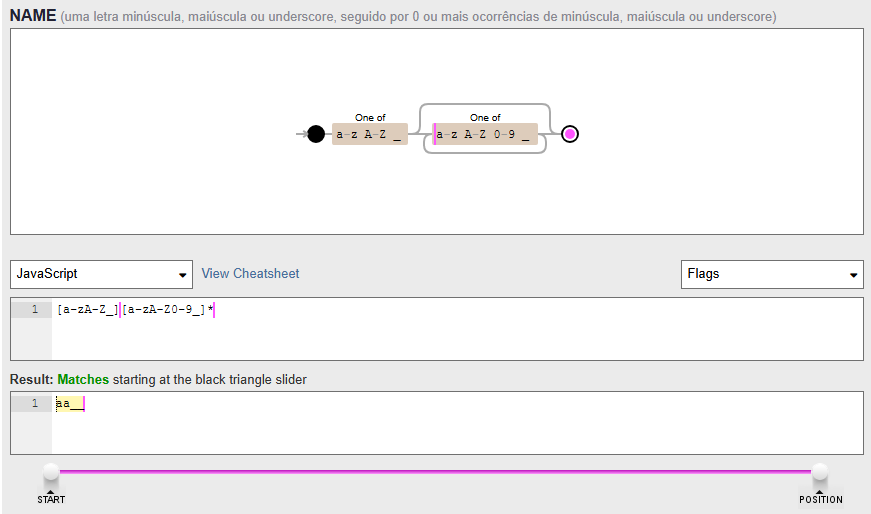 NAME (uma letra minúscula, maiúscula ou underscore, seguido por 0 ou mais ocorrências de minúscula, maiúscula ou underscore)
One of
One of
a-z A-Z _
a-z A-Z 0-9 _
JavaScript
View Cheatsheet
Flags
1 [a-zA-Z_][a-zA-Z0-9_]*
Result: Matches starting at the black triangle slider
1 aa__
START
POSITION